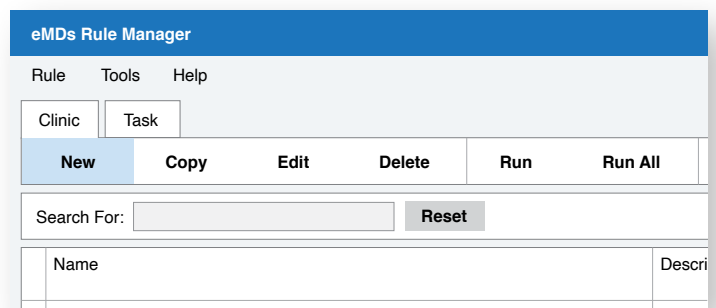 eMDs Rule Manager
Rule Tools Help
Clinic Task
New Copy Edit Delete Run Run All
Search For: Reset
Name Descri